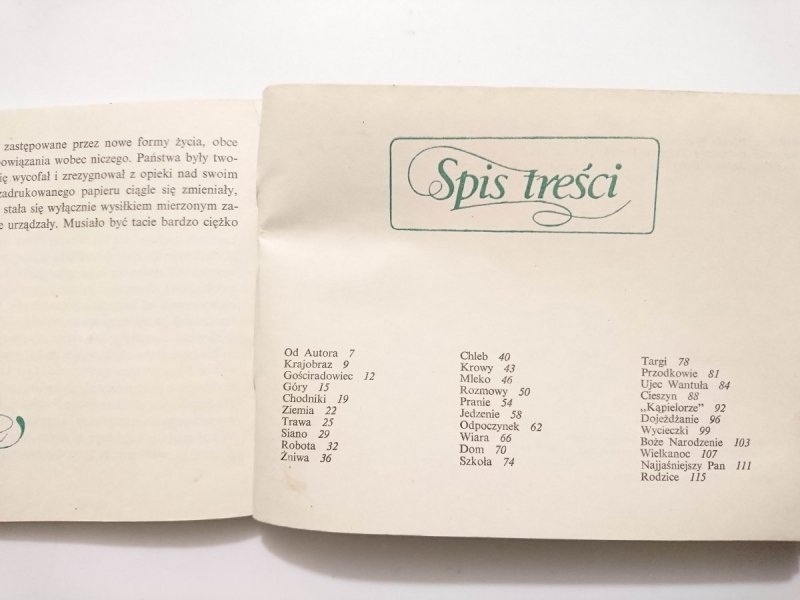 zastępowane przez nowe formy życia, obce
powiązania wobec niczego. Państwa były two-
się wycofał i zrezygnował z opieki nad swoim
zadrukowanego papieru ciągle się zmieniały,
stała się wyłącznie wysiłkiem mierzonym za-
e urządzały. Musiało być tacie bardzo ciężko
Spis treści
Od Autora 7
Krajobraz 9
Gościradowiec 12
Góry 15
Chodniki 19
Ziemia 22
Trawa 25
Siano 29
Robota 32
Żniwa 36
Chleb 40
Krowy 43
Mleko 46
Rozmowy 50
Pranie 54
Jedzenie 58
Odpoczynek 62
Wiara 66
Dom 70
Szkoła 74
Targi 78
Przodkowie 81
Ujec Wantuła 84
Cieszyn 88
„Kąpielorze" 92
Dojeżdżanie 96
Wycieczki 99
Boże Narodzenie 103
Wielkanoc 107
Najjaśniejszy Pan 111
Rodzice 115